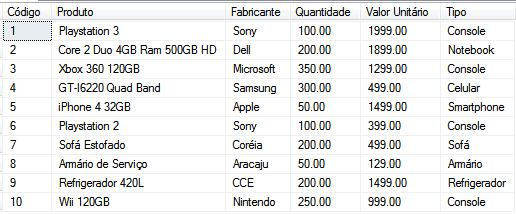 Código Produto Fabricante Quantidade Valor Unitário Tipo
1 Playstation 3 Sony 100.00 1999.00 Console
2 Core 2 Duo 4GB Ram 500GB HD Dell 200.00 1899.00 Notebook
3 Xbox 360 120GB Microsoft 350.00 1299.00 Console
4 GT-I6220 Quad Band Samsung 300.00 499.00 Celular
5 iPhone 4 32GB Apple 50.00 1499.00 Smartphone
6 Playstation 2 Sony 100.00 399.00 Console
7 Sofá Estofado Coréia 200.00 499.00 Sofá
8 Armário de Serviço Aracaju 50.00 129.00 Armário
9 Refrigerador 420L CCE 200.00 1499.00 Refrigerador
10 Wii 120GB Nintendo 250.00 999.00 Console